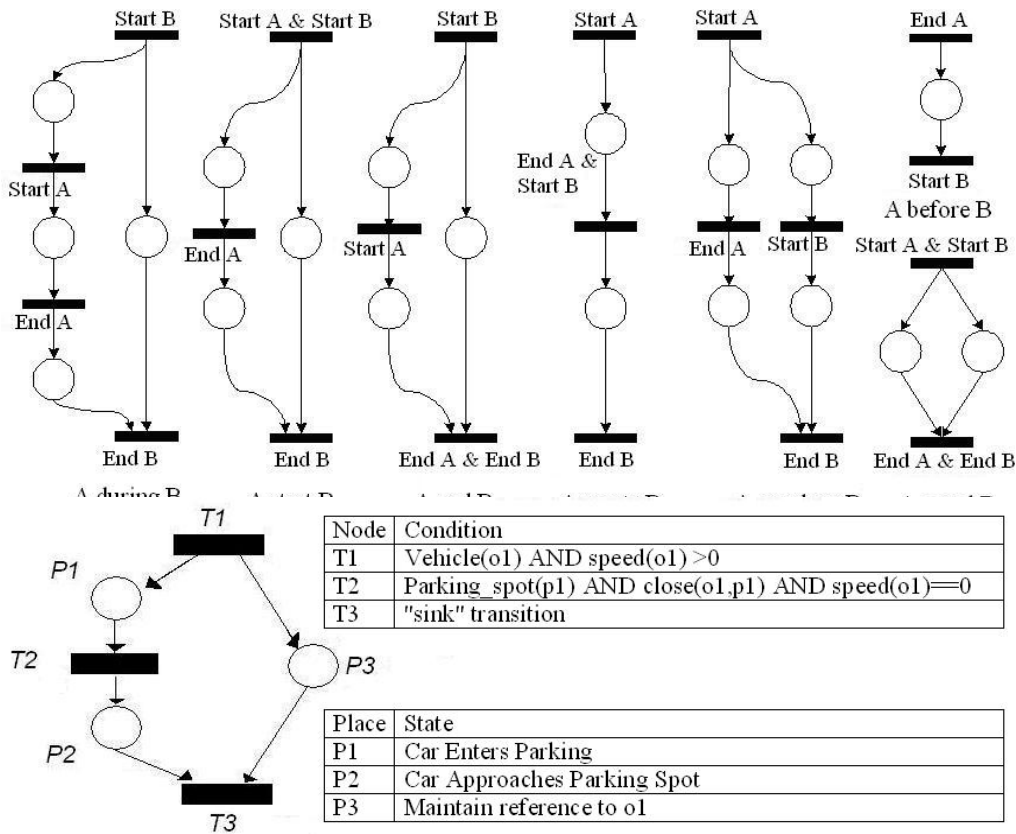 Start B
Start A
End A
End B
A during B
Start A & Start B
End A
End B
Start B
Start A
End A & End B
Start A
End A &
Start B
End B
Start A
End A
Start B
End B
End A
Start B
A before B
Start A & Start B
End A & End B
T1
P1
T2
P3
P2
T3
Node Condition
T1 Vehicle(o1) AND speed(o1) >0
T2 Parking_spot(p1) AND close(o1,p1) AND speed(o1)==0
T3 "sink" transition
Place State
P1 Car Enters Parking
P2 Car Approaches Parking Spot
P3 Maintain reference to o1